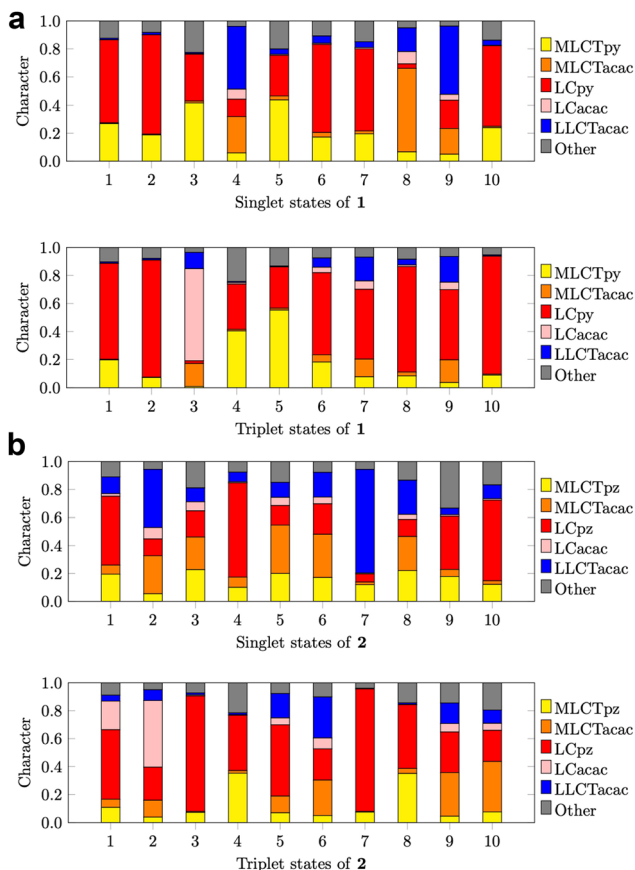 a
1.0
0.8
0.6
0.4
0.2
0.0
Character
1 2 3 4 5 6 7 8 9 10
Singlet states of 1
MLCTpy
MLCTacac
LCpy
LCacac
LLCTacac
Other
1.0
0.8
0.6
0.4
0.2
0.0
Character
1 2 3 4 5 6 7 8 9 10
Triplet states of 1
MLCTpy
MLCTacac
LCpy
LCacac
LLCTacac
Other
b
1.0
0.8
0.6
0.4
0.2
0.0
Character
1 2 3 4 5 6 7 8 9 10
Singlet states of 2
MLCTpz
MLCTacac
LCpz
LCacac
LLCTacac
Other
1.0
0.8
0.6
0.4
0.2
0.0
Character
1 2 3 4 5 6 7 8 9 10
Triplet states of 2
MLCTpz
MLCTacac
LCpz
LCacac
LLCTacac
Other